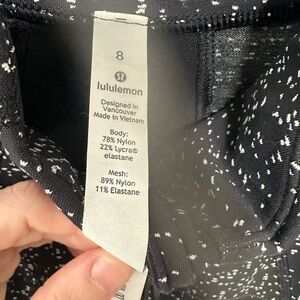 8
lululemon
Designed in
Vancouver
Made in Vietnam
Body:
78% Nylon
22% Lycra®
elastane
Mesh:
89% Nylon
11% Elastane